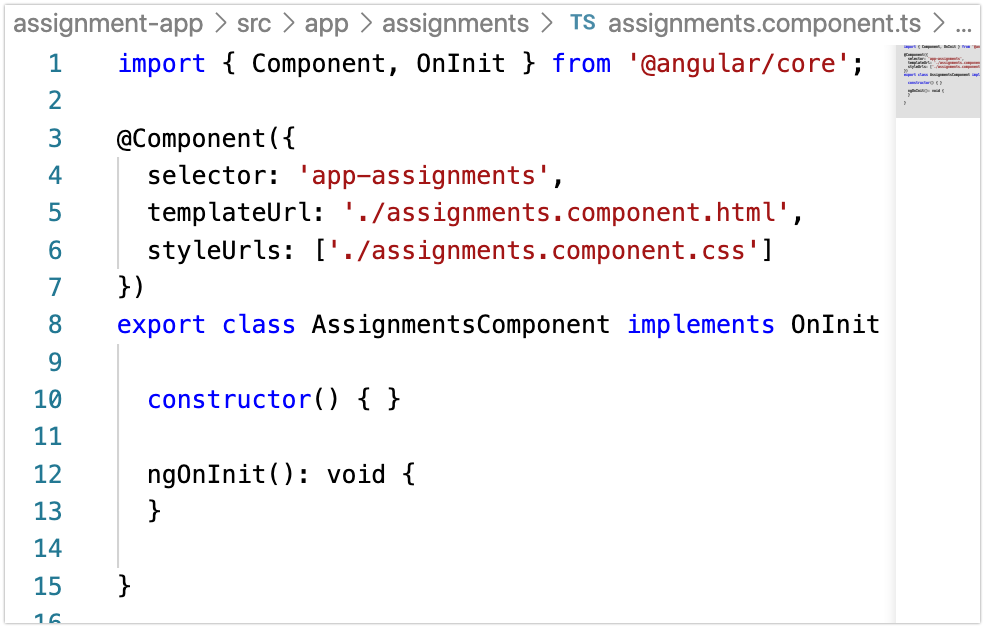 assignment-app > src > app > assignments > TS assignments.component.ts > ...
1 import { Component, OnInit } from '@angular/core';
2
3 @Component({
4   selector: 'app-assignments',
5   templateUrl: './assignments.component.html',
6   styleUrls: ['./assignments.component.css']
7 })
8 export class AssignmentsComponent implements OnInit
9
10   constructor() { }
11
12   ngOnInit(): void {
13   }
14
15 }
16